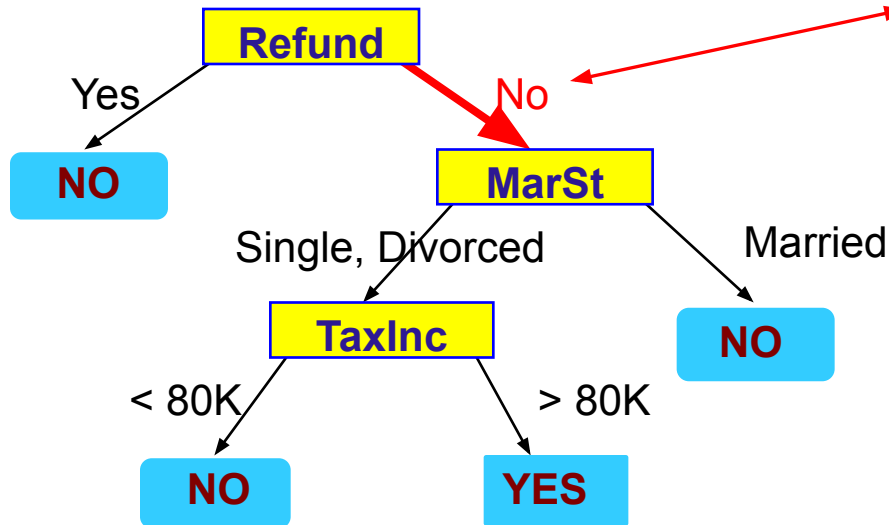 Refund
Yes
No
NO
MarSt
Single, Divorced
Married
TaxInc
NO
< 80K
> 80K
NO
YES